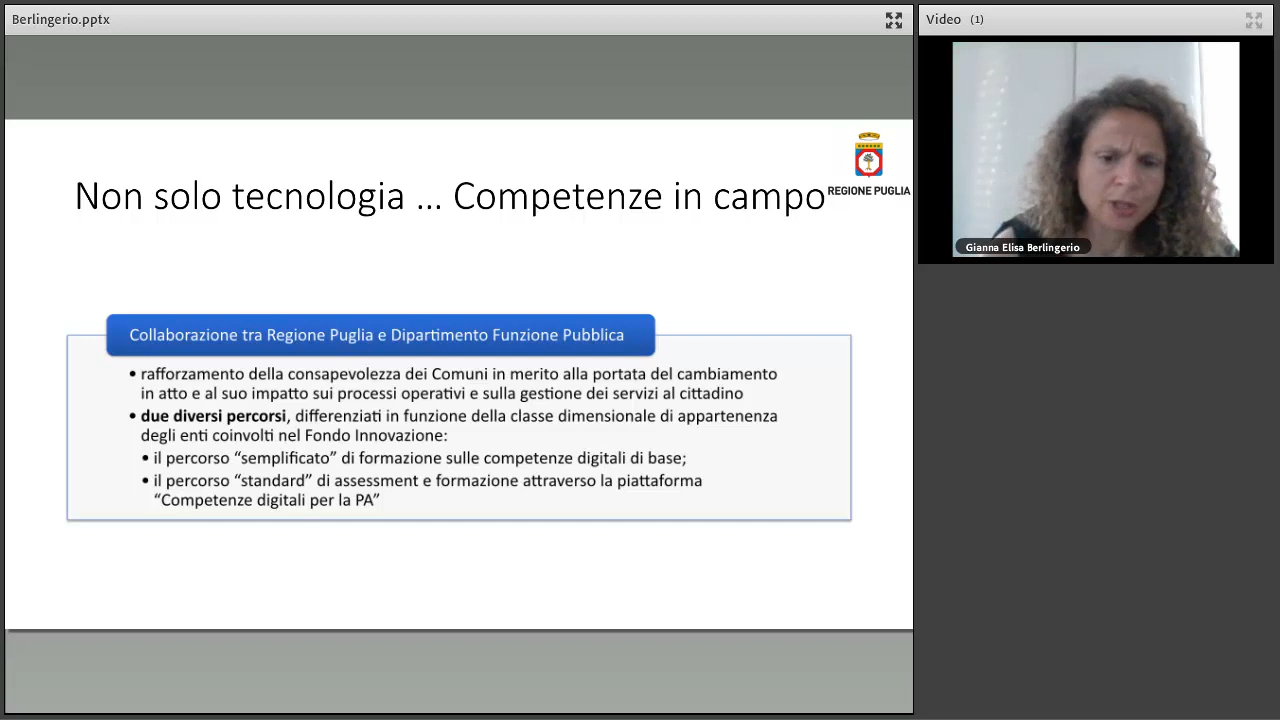 Berlingerio.pptx
Video (1)
REGIONE PUGLIA
Non solo tecnologia ... Competenze in campo
Gianna Elisa Berlingerio
Collaborazione tra Regione Puglia e Dipartimento Funzione Pubblica
• rafforzamento della consapevolezza dei Comuni in merito alla portata del cambiamento
in atto e al suo impatto sui processi operativi e sulla gestione dei servizi al cittadino
• due diversi percorsi, differenziati in funzione della classe dimensionale di appartenenza
degli enti coinvolti nel Fondo Innovazione:
• il percorso “semplificato” di formazione sulle competenze digitali di base;
• il percorso “standard” di assessment e formazione attraverso la piattaforma
“Competenze digitali per la PA”